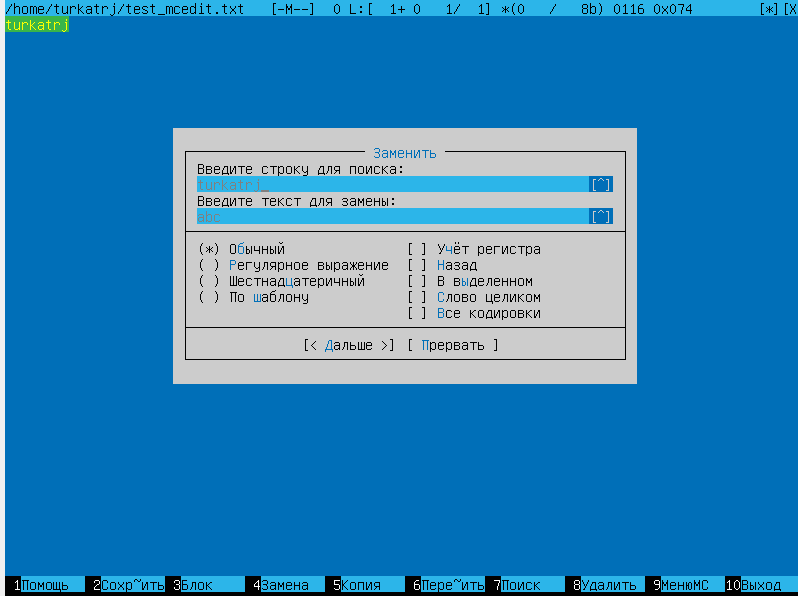 /home/turkatrj/test_mcedit.txt [-M--] 0 L:[ 1+ 0 1/ 1] *(0 / 8b) 0116 0x074 [*][X
turkatrj
Заменить
Введите строку для поиска:
turkatrj_ [^]
Введите текст для замены:
abc [^]
(*) Обычный [ ] Учёт регистра
( ) Регулярное выражение [ ] Назад
( ) Шестнадцатеричный [ ] В выделенном
( ) По шаблону [ ] Слово целиком
[ ] Все кодировки
[< Дальше >] [ Прервать ]
1Помощь 2Сохр~ить 3Блок 4Замена 5Копия 6Пере~ить 7Поиск 8Удалить 9МенюMC 10Выход